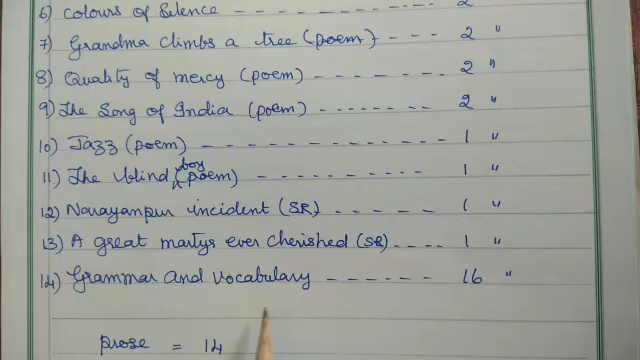 6) Colours of Silence - - - - - - - - - - - - 2
7) Grandma climbs a tree (poem) - - - 2 "
8) Quality of mercy (poem) - - - - - - - 2 "
9) The Song of India (poem) - - - - - - - - 2 "
10) Jazz (poem) - - - - - - - - - - - - - - 1 "
11) The blind boy (poem) - - - - - - - - - - 1 "
12) Narayanpur incident (SR) - - - - - - 1 "
13) A great martyr ever cherished (SR) - - - - 1 "
14) Grammar and vocabulary - - - - - - 16 "
prose = 14